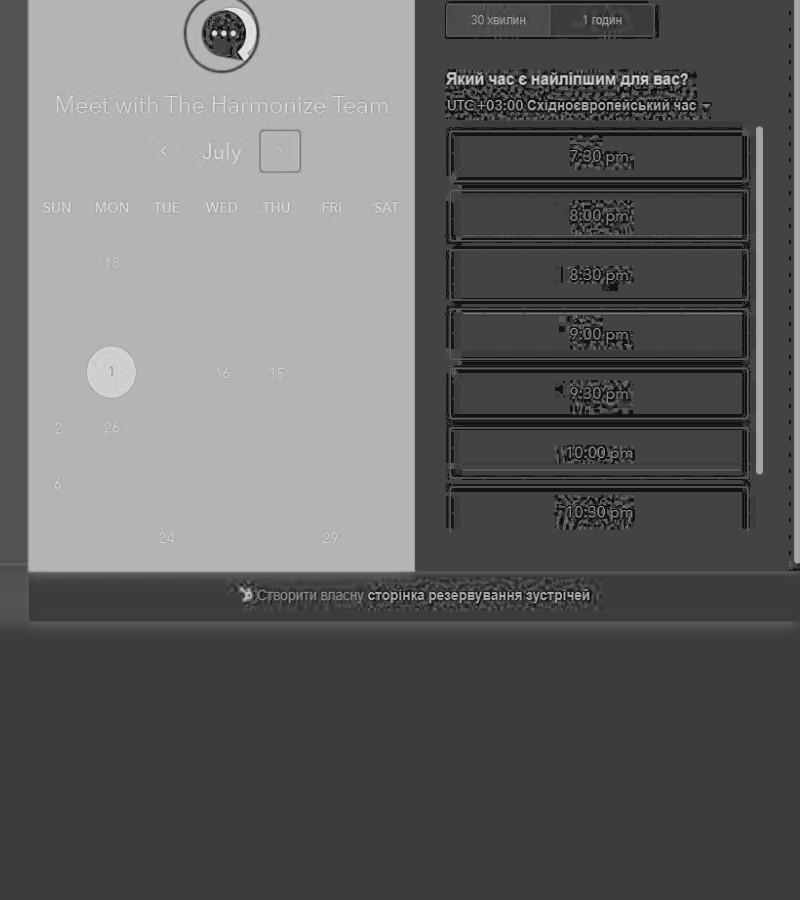 Meet with The Harmonize Team
July
SUN MON TUE WED THU FRI SAT
13
1 16 15
2 26
6
24 29
30 хвилин 1 годин
Який час є найліпшим для вас?
UTC +03:00 Східноєвропейський час
7:30 pm
8:00 pm
8:30 pm
9:00 pm
9:30 pm
10:00 pm
10:30 pm
Створити власну сторінка резервування зустрічей